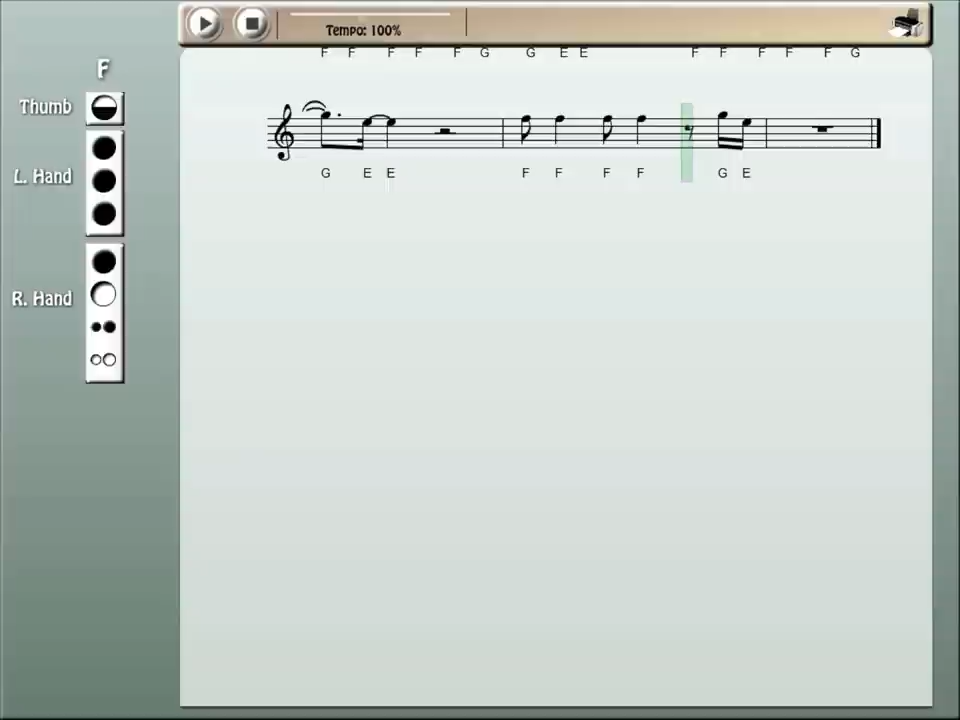 Tempo: 100%
F F F F F G G E E F F F F F G
F
Thumb
L. Hand
R. Hand
G E E F F F F G E